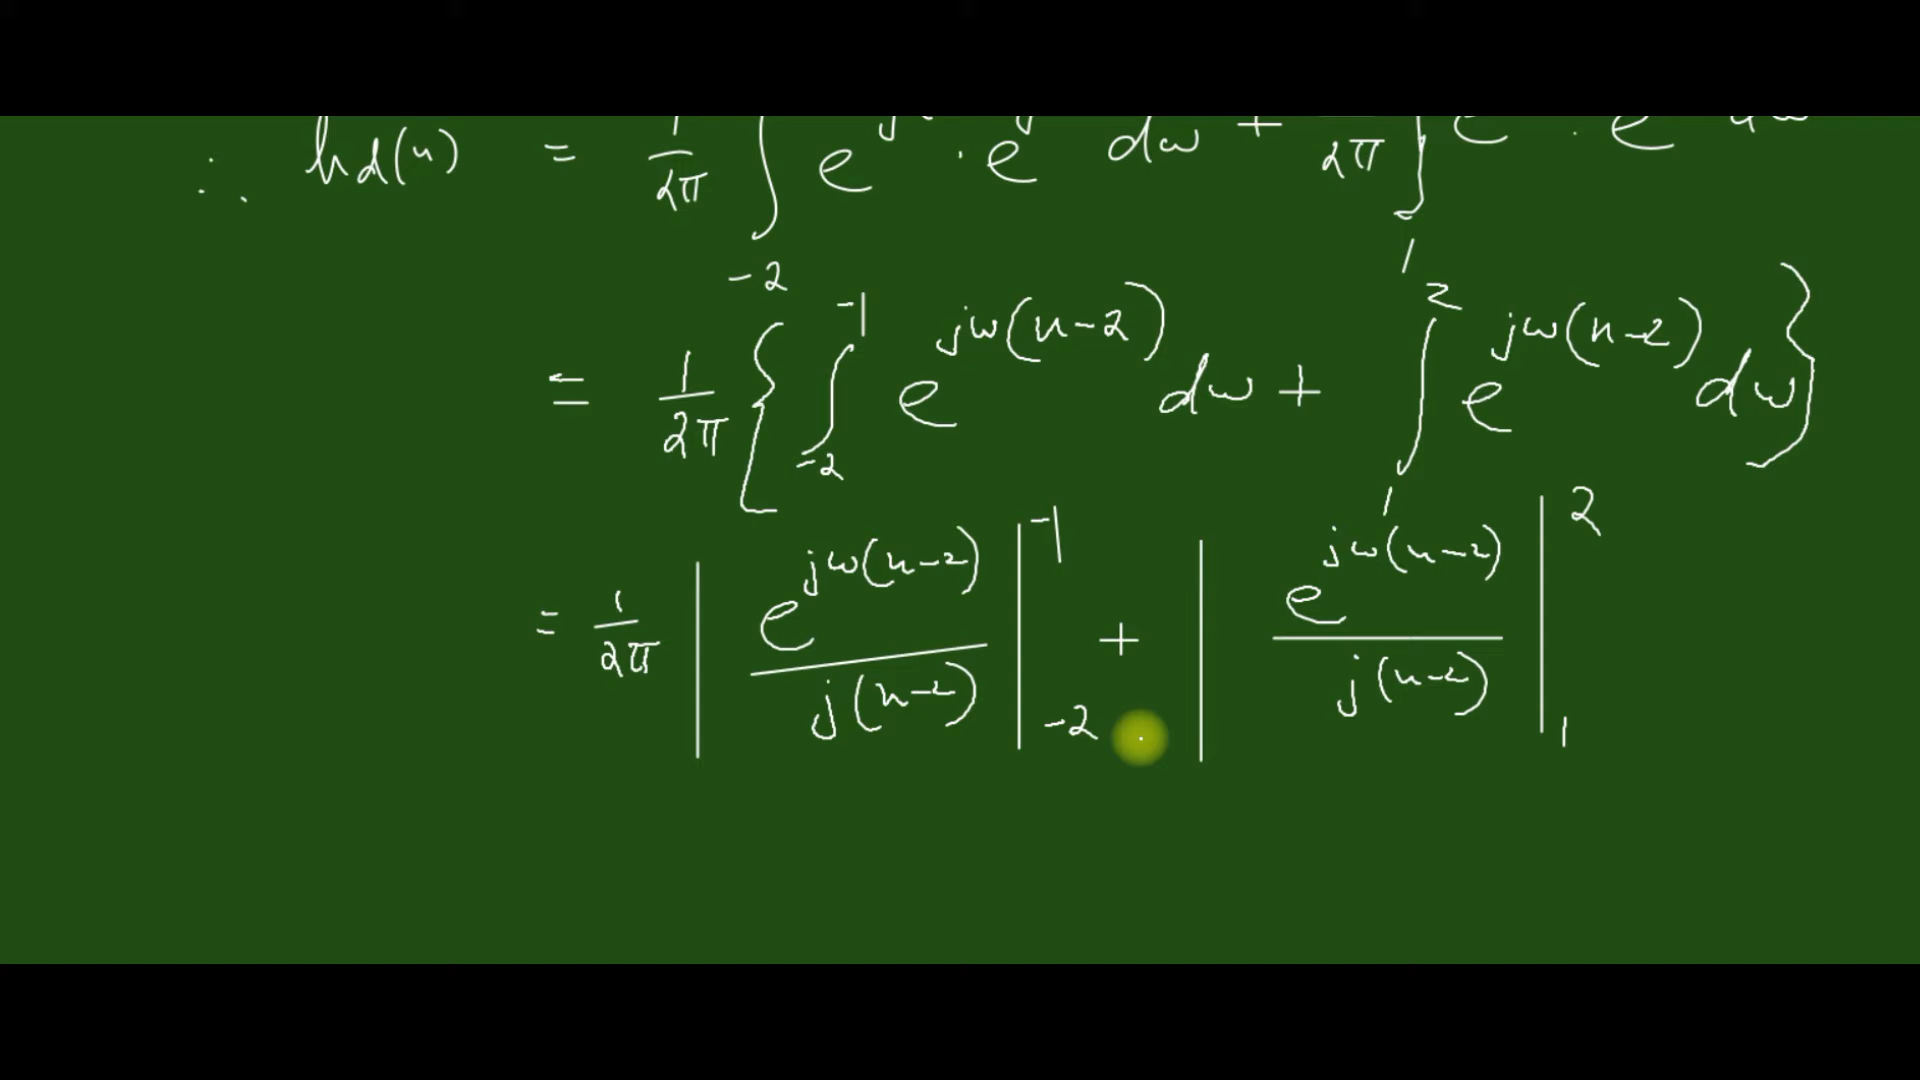 ∴ hd(n) = 1/2π ∫_{-2} e · e dω + 1/2π ∫_{1} e · e dω
= 1/2π { ∫_{-2}^{-1} e^{jω(n-2)} dω + ∫_{1}^{2} e^{jω(n-2)} dω }
= 1/2π | e^{jω(n-2)} / j(n-2) |_{-2}^{-1} + | e^{jω(n-2)} / j(n-2) |_{1}^{2}